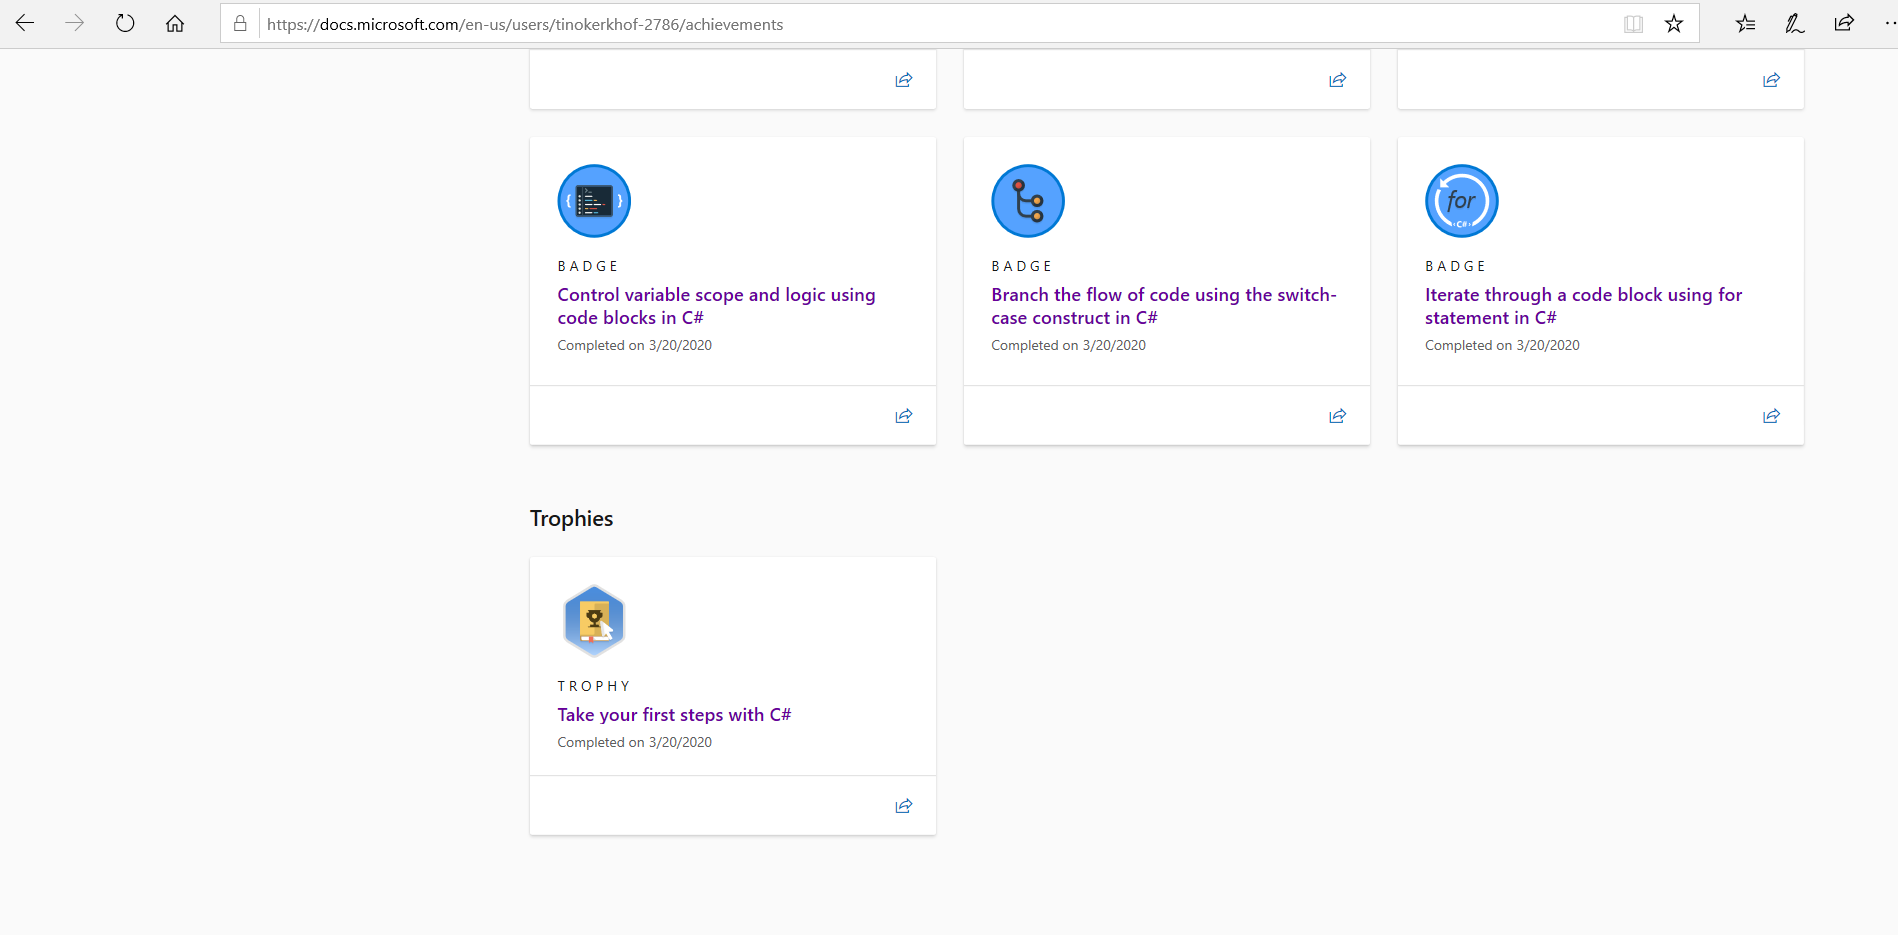 https://docs.microsoft.com/en-us/users/tinokerkhof-2786/achievements
BADGE
Control variable scope and logic using
code blocks in C#
Completed on 3/20/2020
BADGE
Branch the flow of code using the switch-
case construct in C#
Completed on 3/20/2020
for
C#
BADGE
Iterate through a code block using for
statement in C#
Completed on 3/20/2020
Trophies
TROPHY
Take your first steps with C#
Completed on 3/20/2020